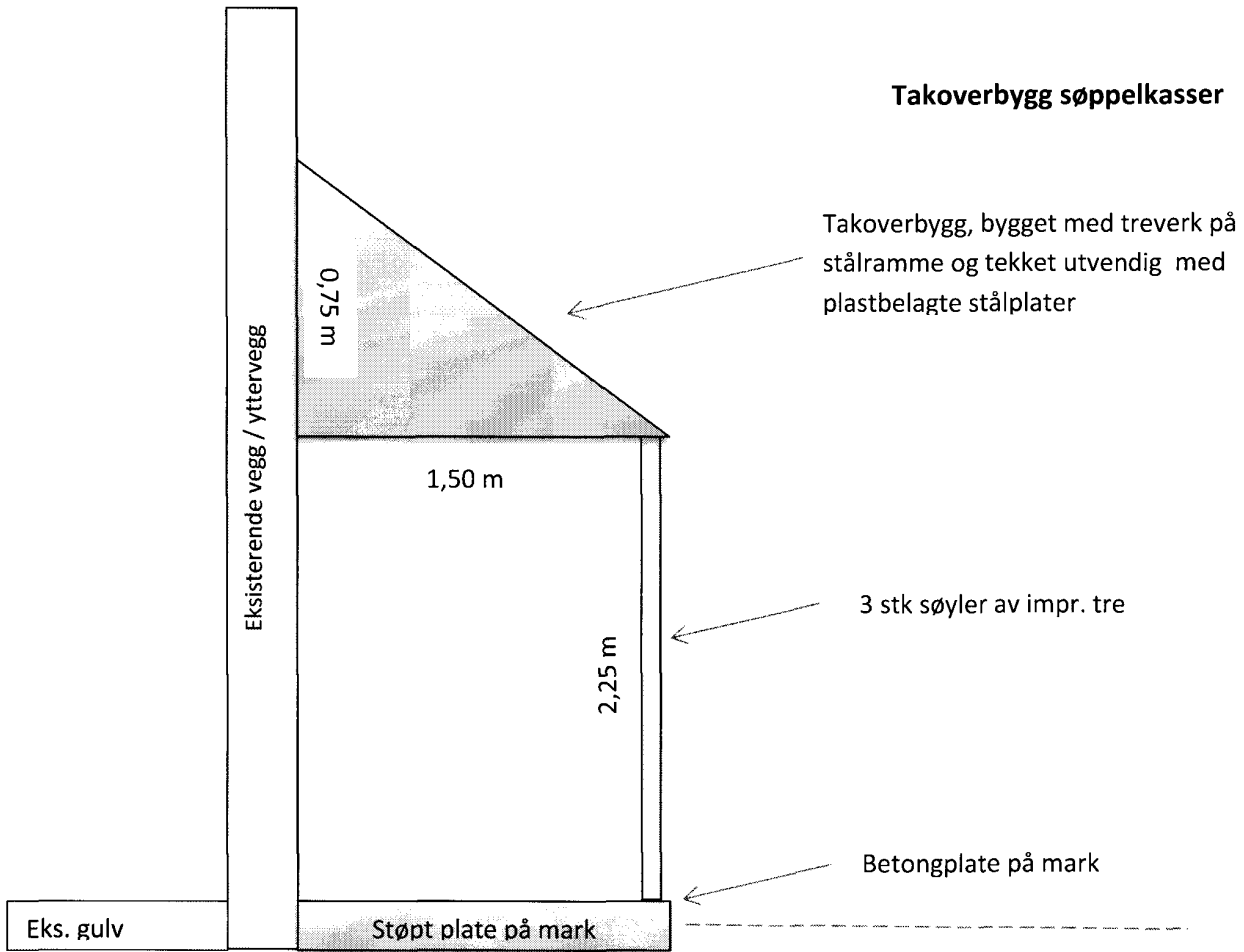 Takoverbygg søppelkasser
Takoverbygg, bygget med treverk på
stålramme og tekket utvendig med
plastbelagte stålplater
0,75 m
Eksisterende vegg / yttervegg
1,50 m
3 stk søyler av impr. tre
2,25 m
Betongplate på mark
Eks. gulv
Støpt plate på mark